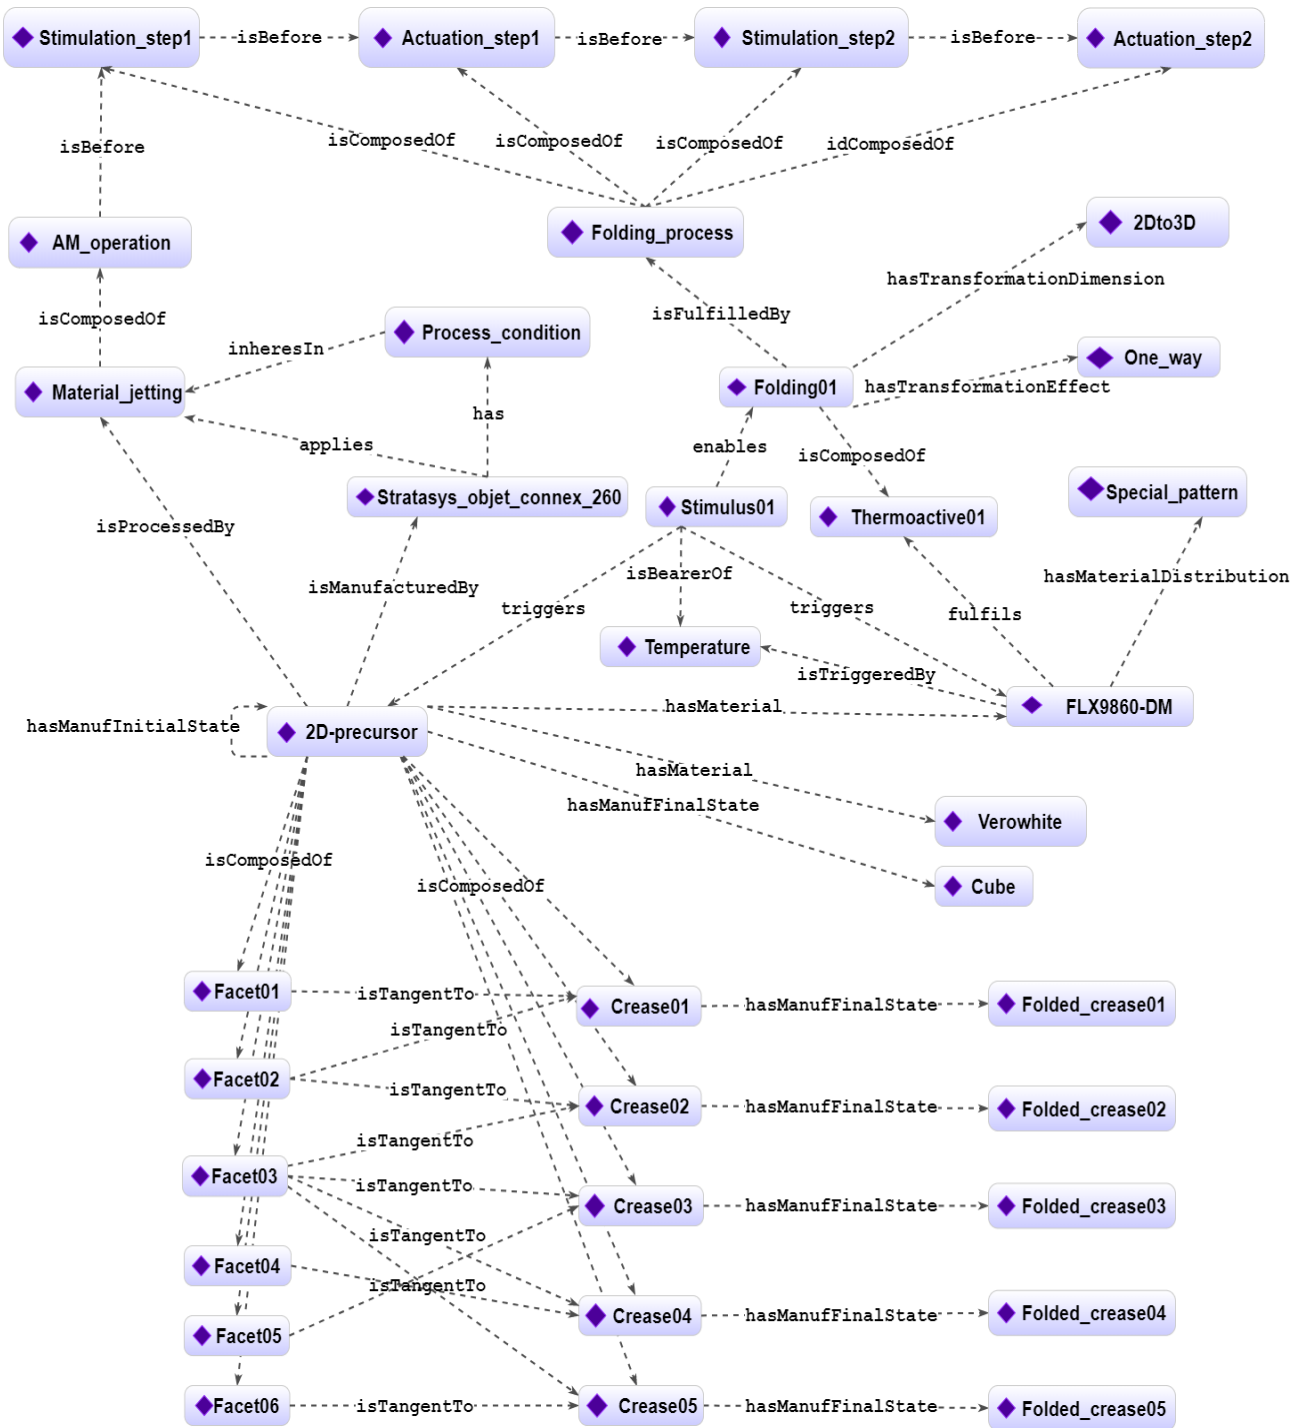 Stimulation_step1
isBefore
Actuation_step1
isBefore
Stimulation_step2
isBefore
Actuation_step2
isComposedOf
isComposedOf
isComposedOf
idComposedOf
isBefore
AM_operation
Folding_process
2Dto3D
hasTransformationDimension
isComposedOf
isFulfilledBy
Process_condition
inheresIn
One_way
Material_jetting
Folding01
hasTransformationEffect
has
applies
enables
isComposedOf
Stratasys_objet_connex_260
Stimulus01
Thermoactive01
Special_pattern
isProcessedBy
isManufacturedBy
isBearerOf
hasMaterialDistribution
triggers
triggers
fulfils
Temperature
isTriggeredBy
hasMaterial
FLX9860-DM
hasManufInitialState
2D-precursor
hasMaterial
hasManufFinalState
Verowhite
isComposedOf
isComposedOf
Cube
Facet01
isTangentTo
Crease01
hasManufFinalState
Folded_crease01
isTangentTo
Facet02
isTangentTo
Crease02
hasManufFinalState
Folded_crease02
isTangentTo
Facet03
isTangentTo
Crease03
hasManufFinalState
Folded_crease03
isTangentTo
Facet04
isTangentTo
Crease04
hasManufFinalState
Folded_crease04
Facet05
Facet06
isTangentTo
Crease05
hasManufFinalState
Folded_crease05